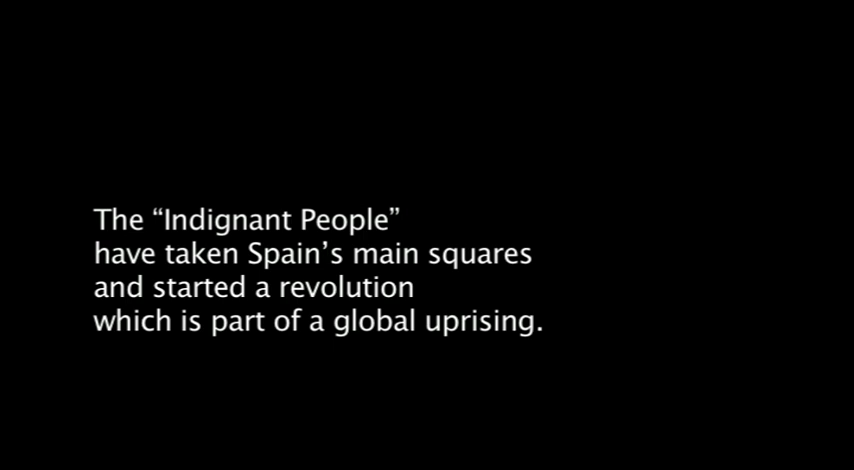 The “Indignant People”
have taken Spain’s main squares
and started a revolution
which is part of a global uprising.